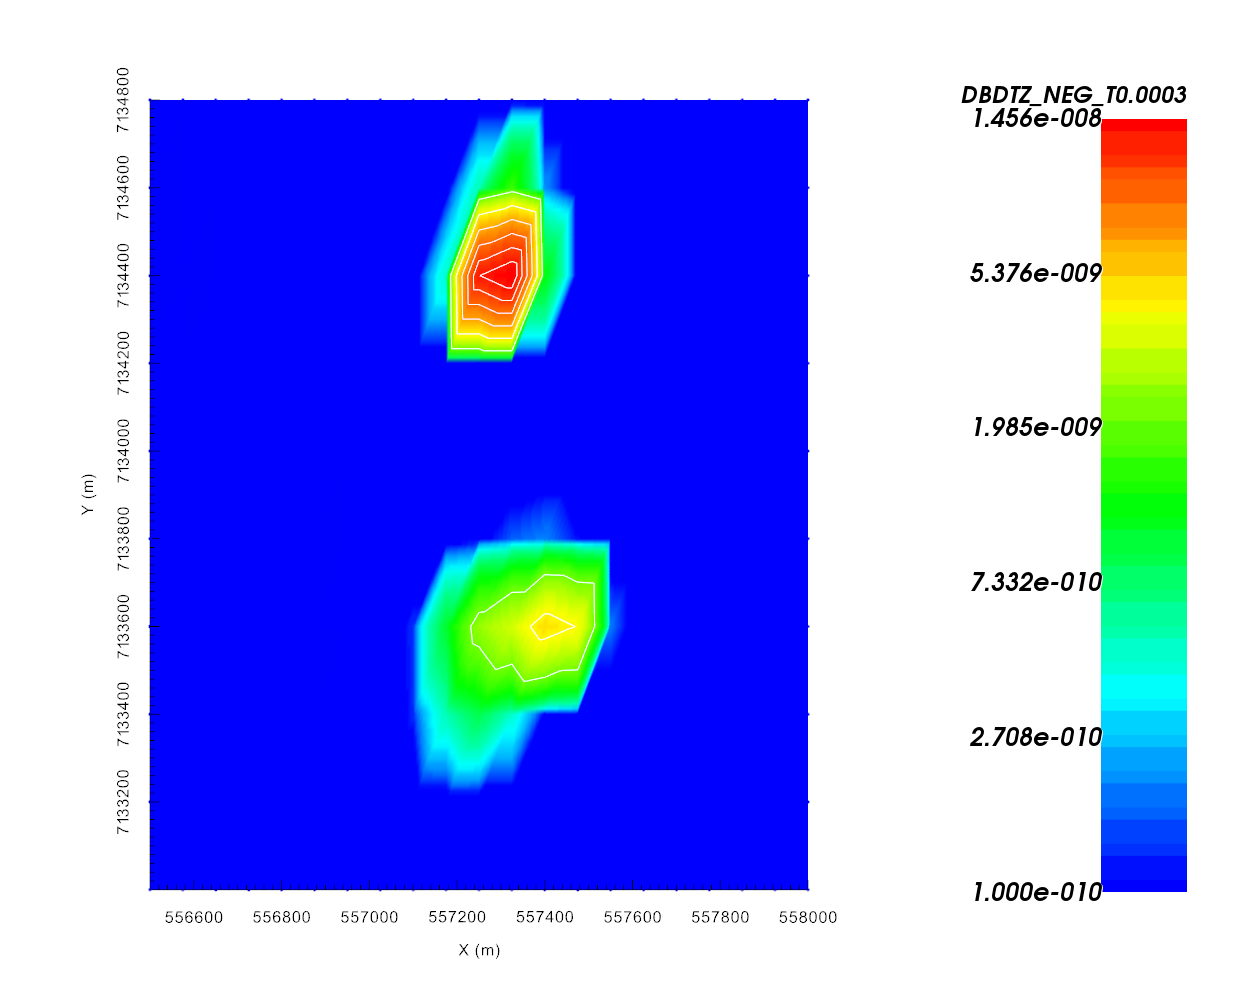 DBDTZ_NEG_T0.0003
1.456e-008
5.376e-009
1.985e-009
7.332e-010
2.708e-010
1.000e-010
7134800
7134600
7134400
7134200
7134000
7133800
7133600
7133400
7133200
Y (m)
556600 556800 557000 557200 557400 557600 557800 558000
X (m)